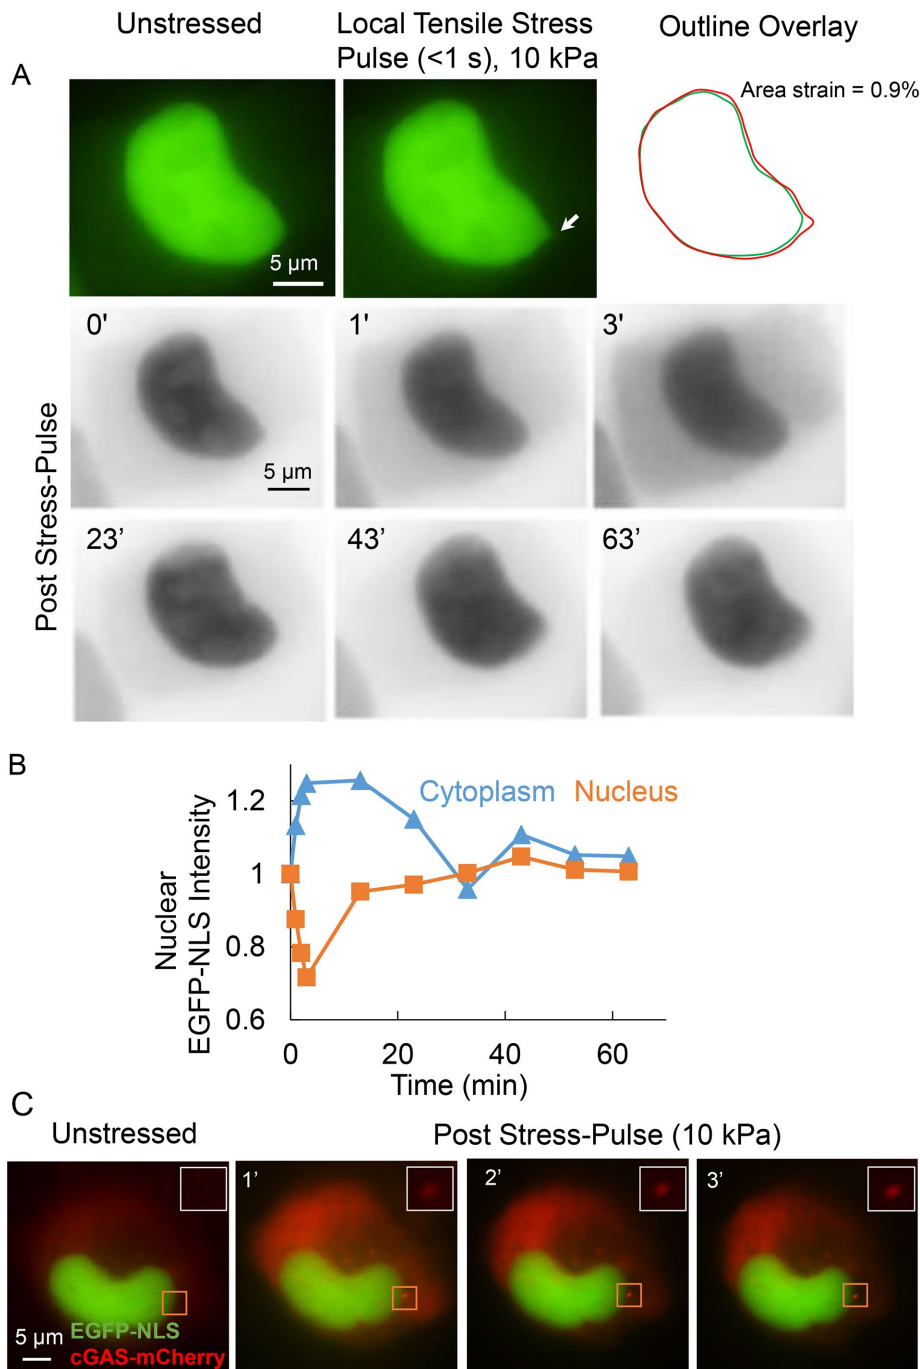 Unstressed
Local Tensile Stress
Pulse (<1 s), 10 kPa
Outline Overlay
A
Area strain = 0.9%
5 μm
0'
1'
3'
5 μm
Post Stress-Pulse
23’
43’
63’
B
Cytoplasm
Nucleus
Nuclear
EGFP-NLS Intensity
1.2
1
0.8
0.6
0
20
40
60
Time (min)
C
Unstressed
Post Stress-Pulse (10 kPa)
1’
2’
3’
5 μm
EGFP-NLS
cGAS-mCherry